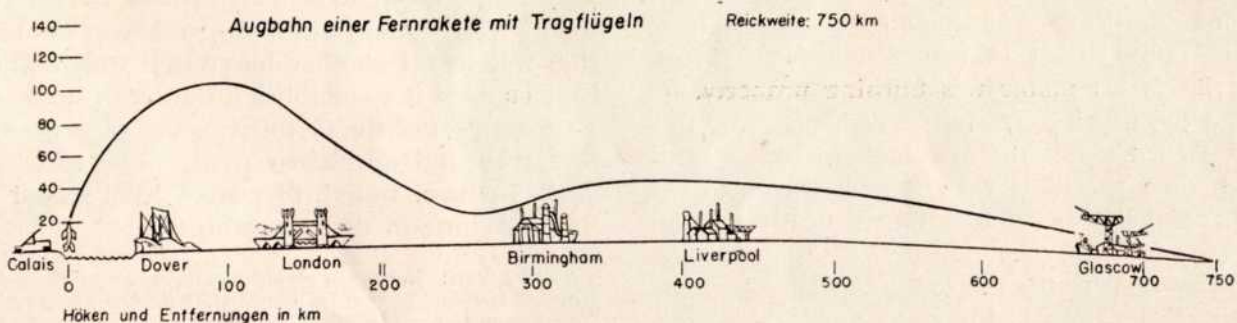 Augbahn einer Fernrakete mit Tragflügeln
Reickweite: 750 km
140
120
100
80
60
40
20
Calais
Dover
London
Birmingham
Liverpool
Glascow
0
100
200
300
400
500
600
700
750
Höken und Entfernungen in km